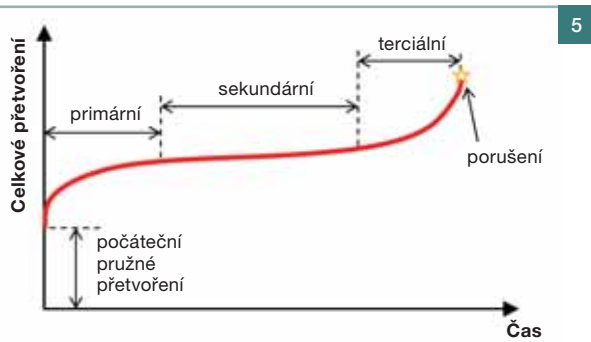 5
terciální
sekundární
primární
porušení
počáteční
pružné
přetvoření
Celkové přetvoření
Čas